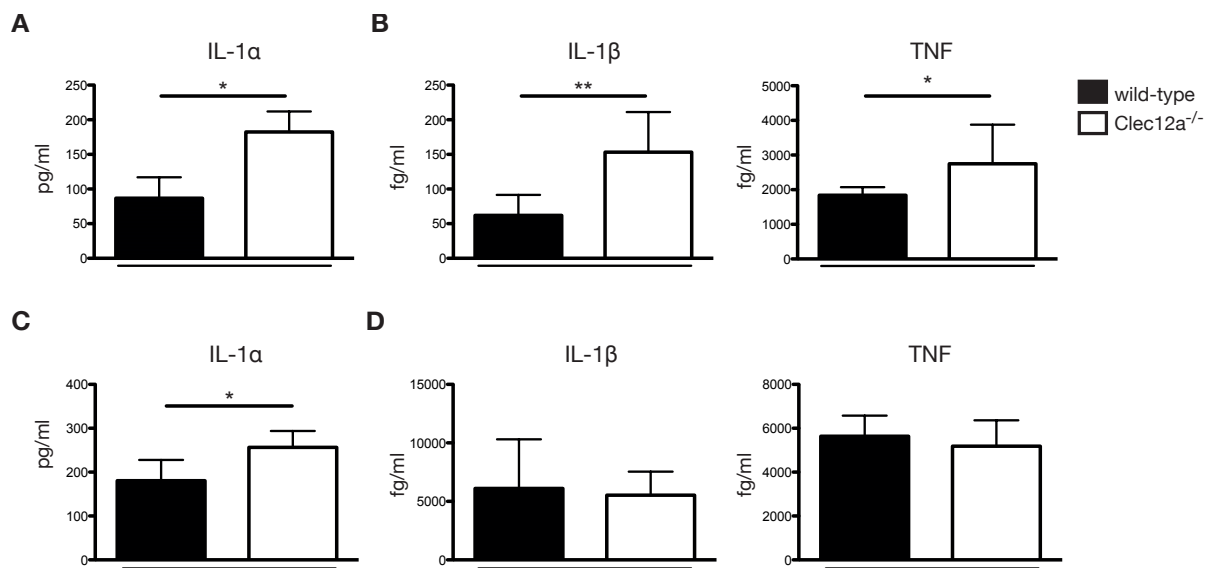 A
IL-1α
pg/ml
250
200
150
100
50
0
*
B
IL-1β
fg/ml
250
200
150
100
50
0
**
TNF
fg/ml
5000
4000
3000
2000
1000
0
*
wild-type
Clec12a-/-
C
IL-1α
pg/ml
400
300
200
100
0
*
D
IL-1β
fg/ml
15000
10000
5000
0
TNF
fg/ml
8000
6000
4000
2000
0